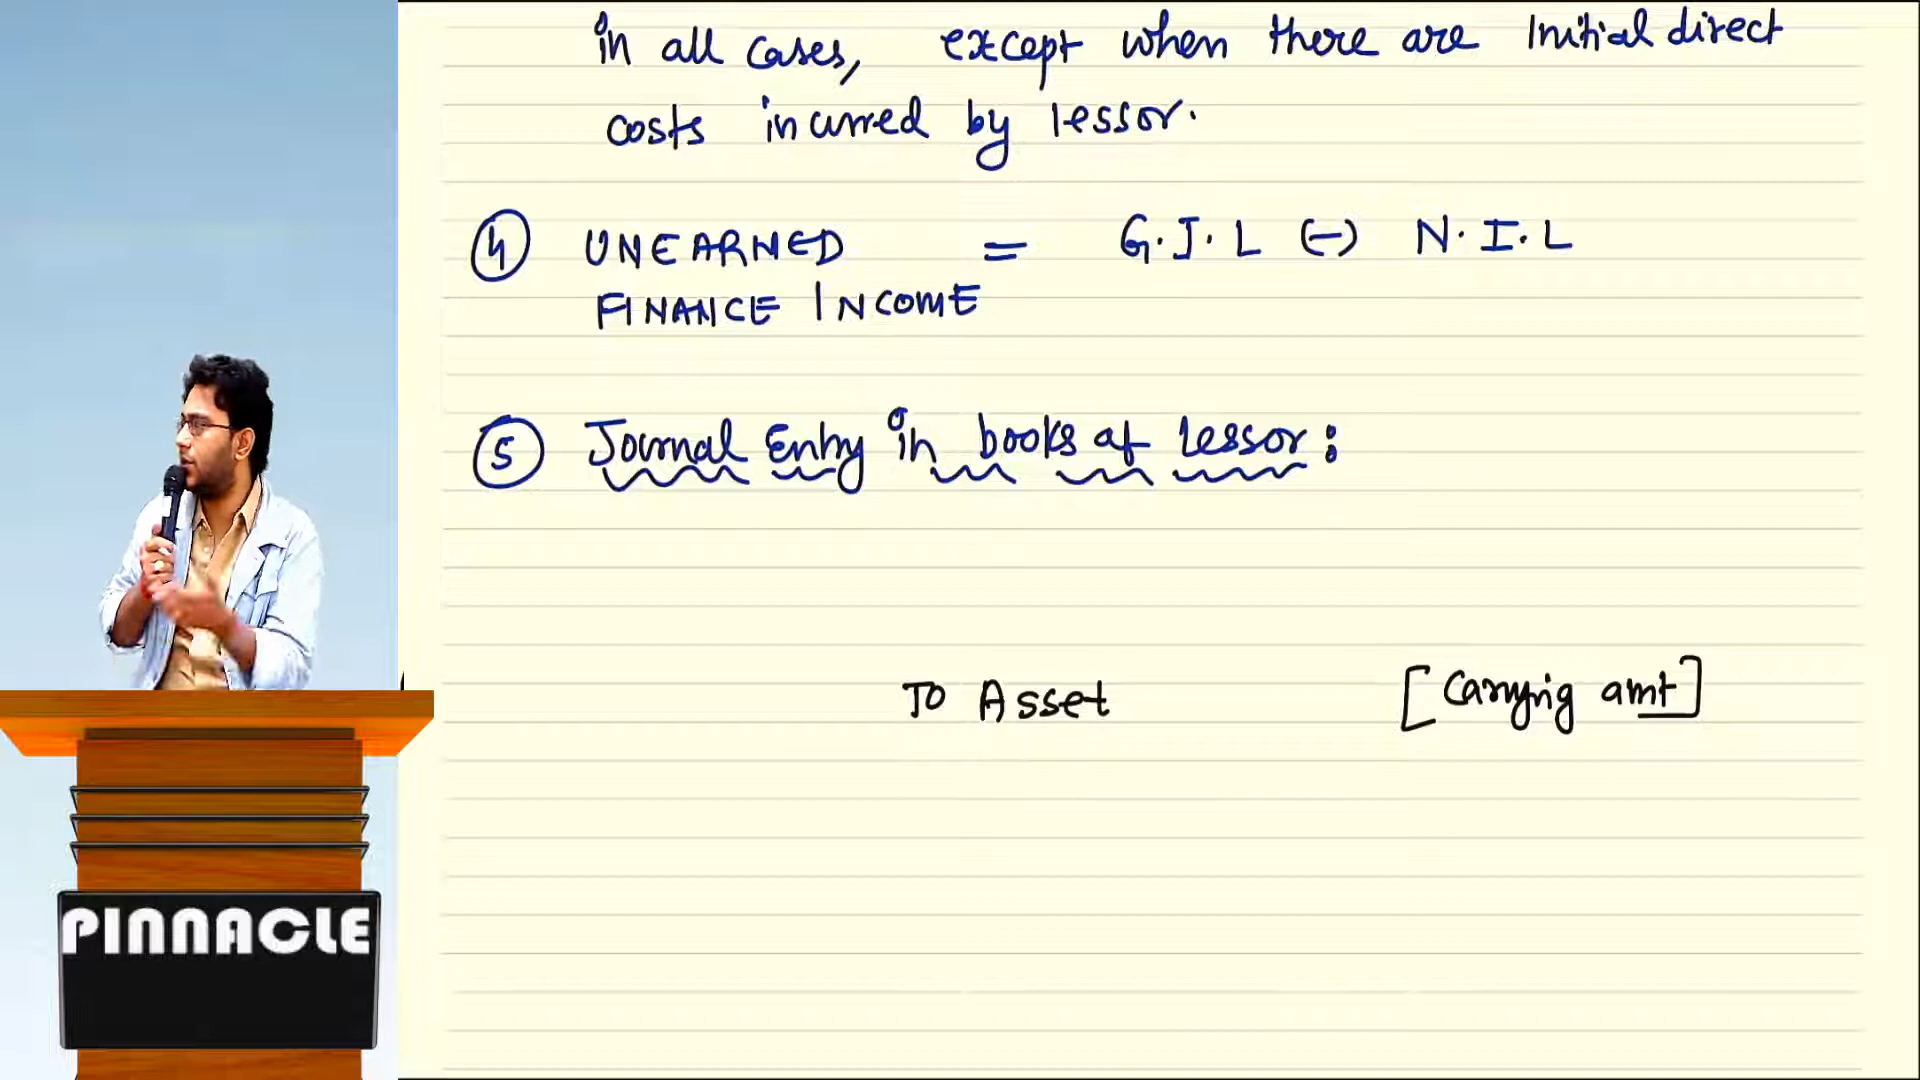 in all cases, except when there are Initial direct
costs incurred by lessor.
④ UNEARNED = G.I.L (-) N.I.L
FINANCE INCOME
⑤ Journal Entry in books of lessor:
To Asset [Carrying amt]
PINNACLE